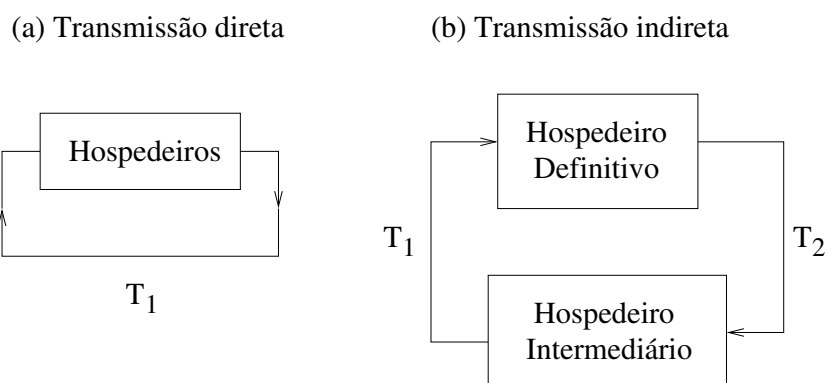 (a) Transmissão direta
(b) Transmissão indireta
Hospedeiros
T1
Hospedeiro
Definitivo
T1
T2
Hospedeiro
Intermediário